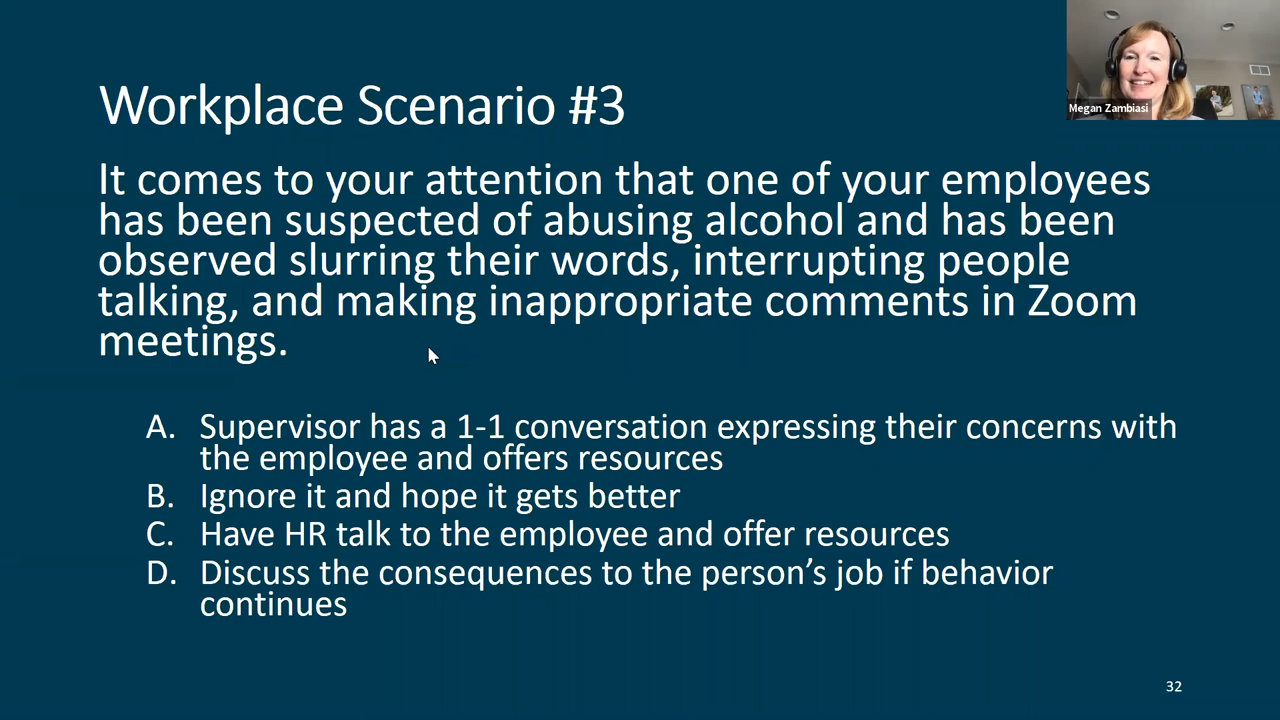 Workplace Scenario #3
Megan Zambiasi
It comes to your attention that one of your employees
has been suspected of abusing alcohol and has been
observed slurring their words, interrupting people
talking, and making inappropriate comments in Zoom
meetings.
A. Supervisor has a 1-1 conversation expressing their concerns with
the employee and offers resources
B. Ignore it and hope it gets better
C. Have HR talk to the employee and offer resources
D. Discuss the consequences to the person’s job if behavior
continues
32